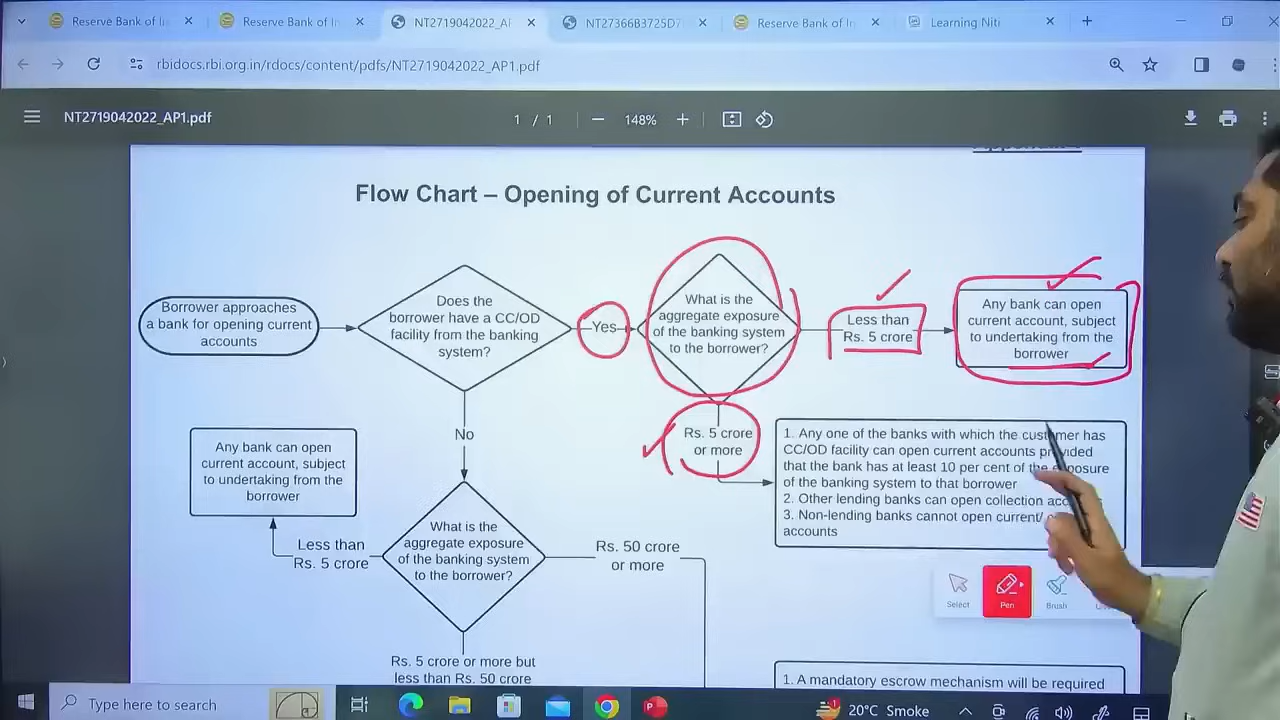 Reserve Bank of In
Reserve Bank of In
NT2719042022_AP
NT27366B3725D7
Reserve Bank of In
Learning Niti
rbidocs.rbi.org.in/rdocs/content/pdfs/NT2719042022_AP1.pdf
NT2719042022_AP1.pdf
1 / 1
148%
Flow Chart – Opening of Current Accounts
Borrower approaches
a bank for opening current
accounts
Does the
borrower have a CC/OD
facility from the banking
system?
Yes
What is the
aggregate exposure
of the banking system
to the borrower?
Less than
Rs. 5 crore
Any bank can open
current account, subject
to undertaking from the
borrower
Rs. 5 crore
or more
1. Any one of the banks with which the customer has
CC/OD facility can open current accounts provided
that the bank has at least 10 per cent of the exposure
of the banking system to that borrower
2. Other lending banks can open collection
3. Non-lending banks cannot open current/
accounts
No
Any bank can open
current account, subject
to undertaking from the
borrower
Less than
Rs. 5 crore
What is the
aggregate exposure
of the banking system
to the borrower?
Rs. 50 crore
or more
Rs. 5 crore or more but
less than Rs. 50 crore
1. A mandatory escrow mechanism will be required
Select
Pen
Brush
Type here to search
20°C Smoke